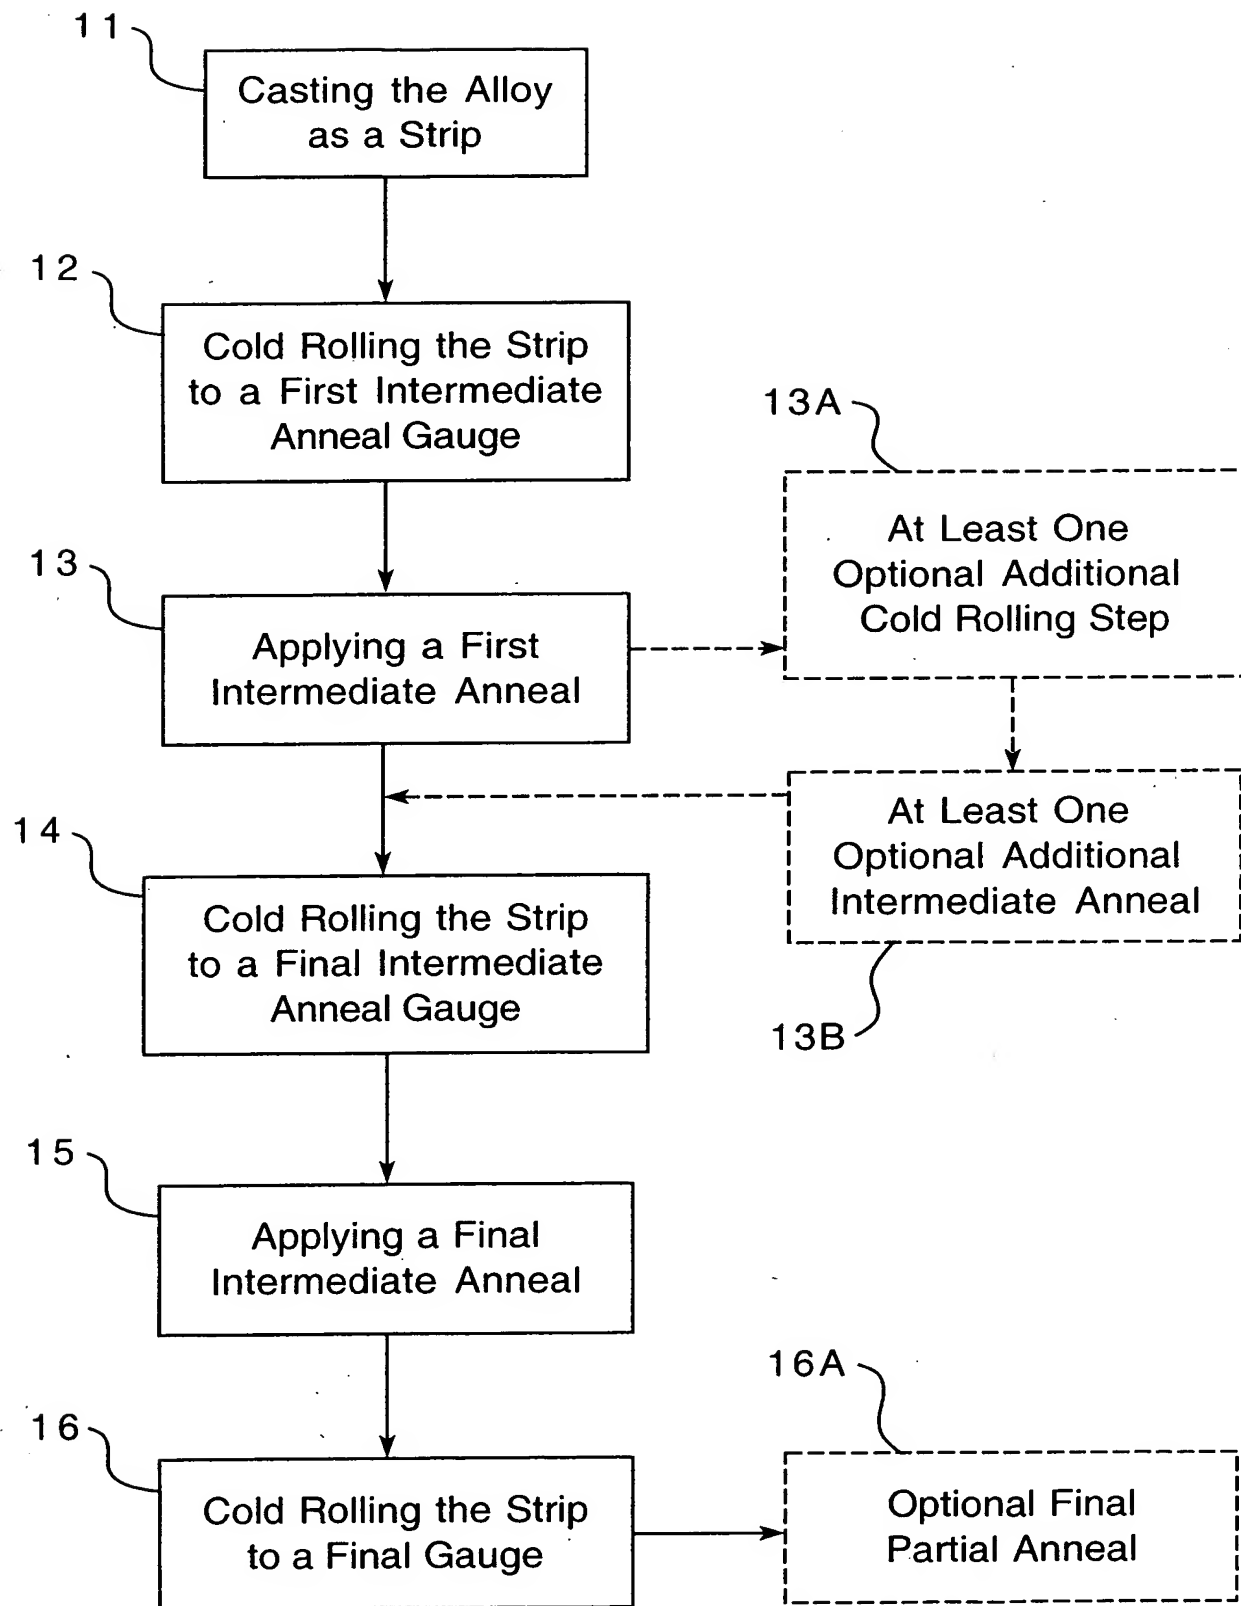 11
Casting the Alloy
as a Strip
12
Cold Rolling the Strip
to a First Intermediate
Anneal Gauge
13
Applying a First
Intermediate Anneal
13A
At Least One
Optional Additional
Cold Rolling Step
At Least One
Optional Additional
Intermediate Anneal
13B
14
Cold Rolling the Strip
to a Final Intermediate
Anneal Gauge
15
Applying a Final
Intermediate Anneal
16
Cold Rolling the Strip
to a Final Gauge
16A
Optional Final
Partial Anneal